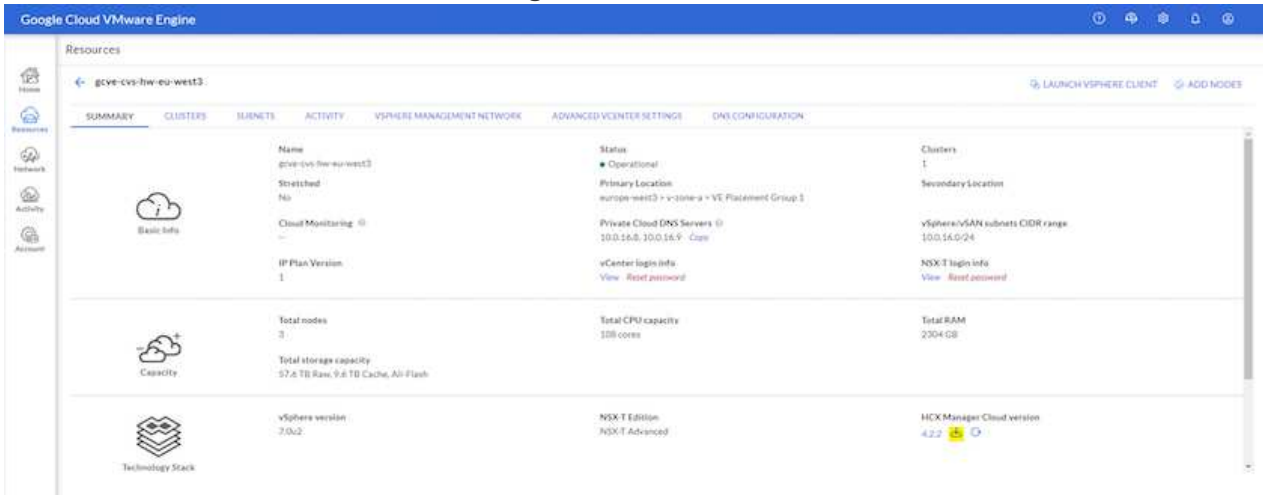 Google Cloud VMware Engine
Resources
gcve-cvs-hw-eu-west3
LAUNCH VSPHERE CLIENT ADD NODES
SUMMARY CLUSTERS SUBNETS ACTIVITY VSPHERE MANAGEMENT NETWORK ADVANCED VCENTER SETTINGS DNS CONFIGURATION
Home
Resources
Network
Activity
Account
Basic Info
Name
gcve-cvs-hw-eu-west3
Status
Operational
Clusters
1
Stretched
No
Primary Location
europe-west3 > v-zone-a > VE Placement Group 1
Secondary Location
Cloud Monitoring
--
Private Cloud DNS Servers
10.0.16.8, 10.0.16.9 Copy
vSphere/vSAN subnets CIDR range
10.0.16.0/24
IP Plan Version
1
vCenter login info
View Reset password
NSX-T login info
View Reset password
Capacity
Total nodes
3
Total CPU capacity
108 cores
Total RAM
2304 GB
Total storage capacity
57.6 TB Raw, 9.6 TB Cache, All-Flash
Technology Stack
vSphere version
7.0u2
NSX-T Edition
NSX-T Advanced
HCX Manager Cloud version
4.2.2